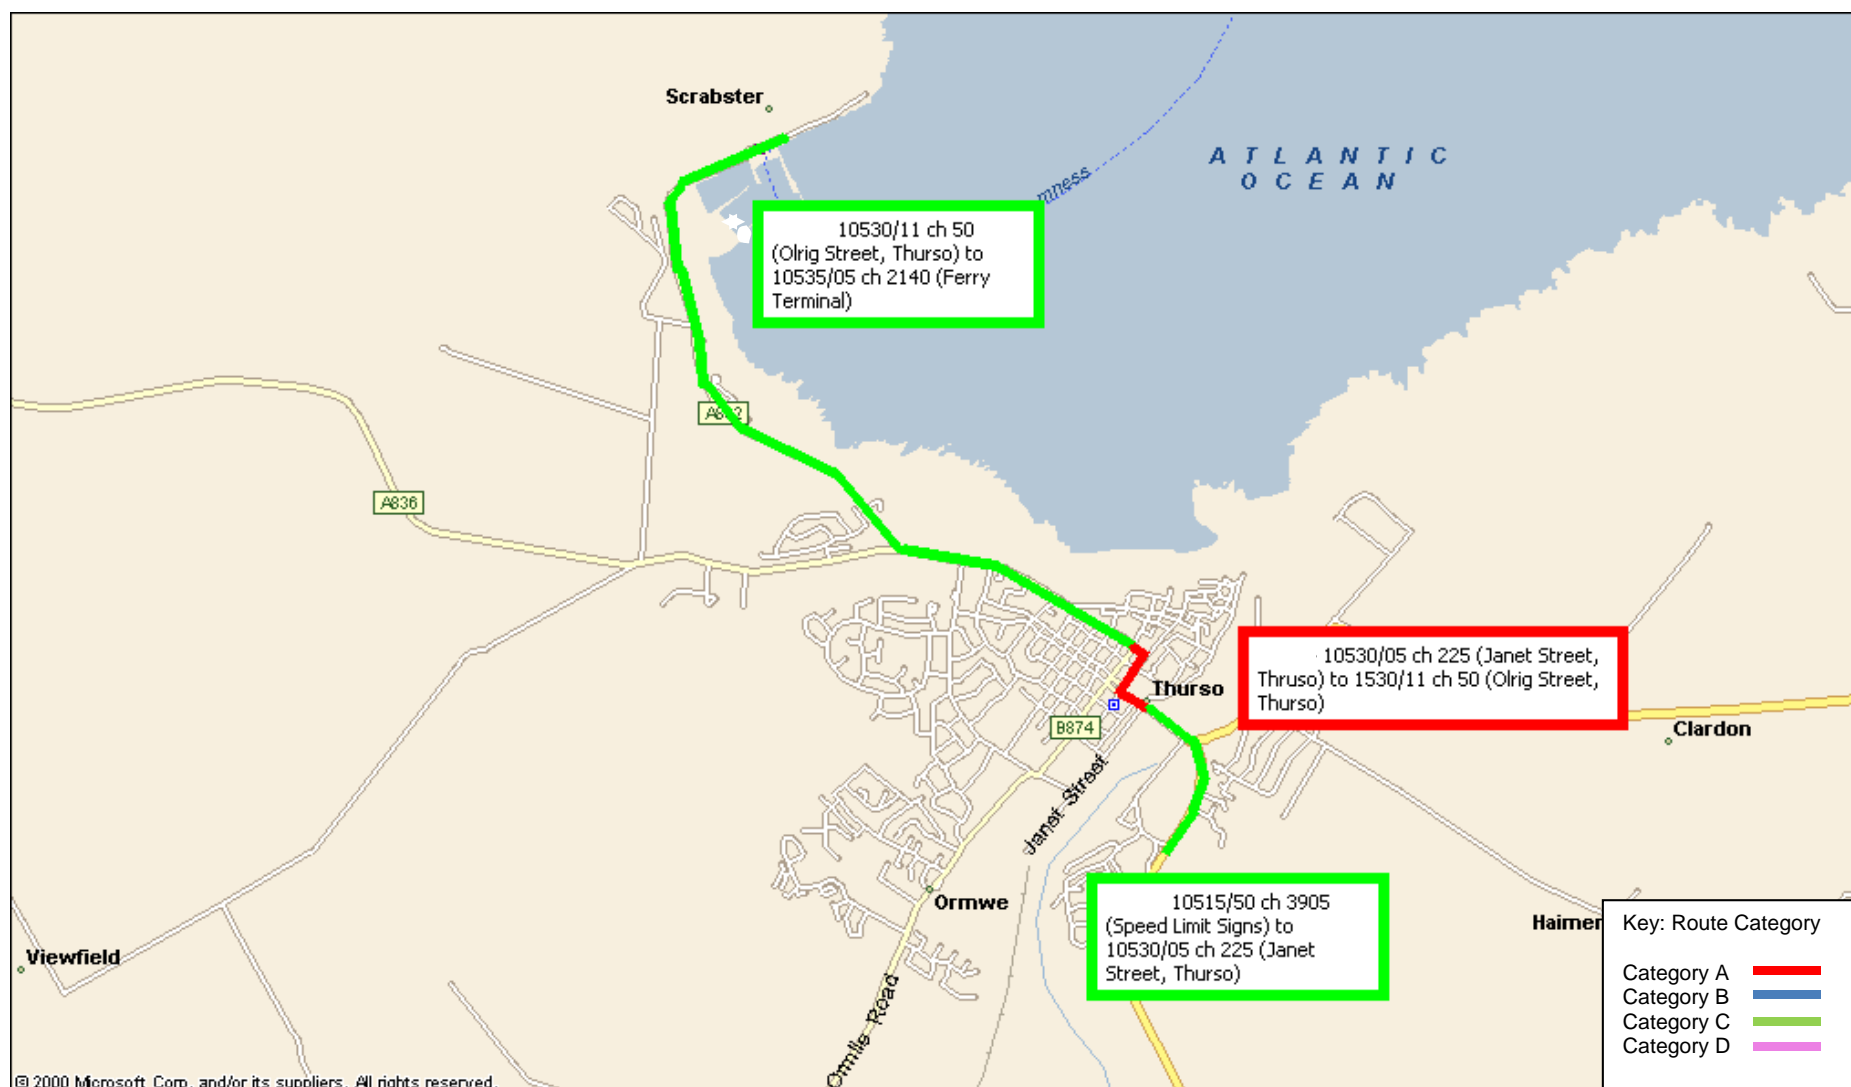 Scrabster
ATLANTIC
OCEAN
mness
10530/11 ch 50
(Olrig Street, Thurso) to
10535/05 ch 2140 (Ferry
Terminal)
A836
10530/05 ch 225 (Janet Street,
Thruso) to 1530/11 ch 50 (Olrig Street,
Thurso)
Thurso
B874
Clardon
Janet Street
Ormwe
10515/50 ch 3905
(Speed Limit Signs) to
10530/05 ch 225 (Janet
Street, Thurso)
Haimer
Viewfield
Ormlie Road
Key: Route Category
Category A
Category B
Category C
Category D
© 2000 Microsoft Corp. and/or its suppliers. All rights reserved.